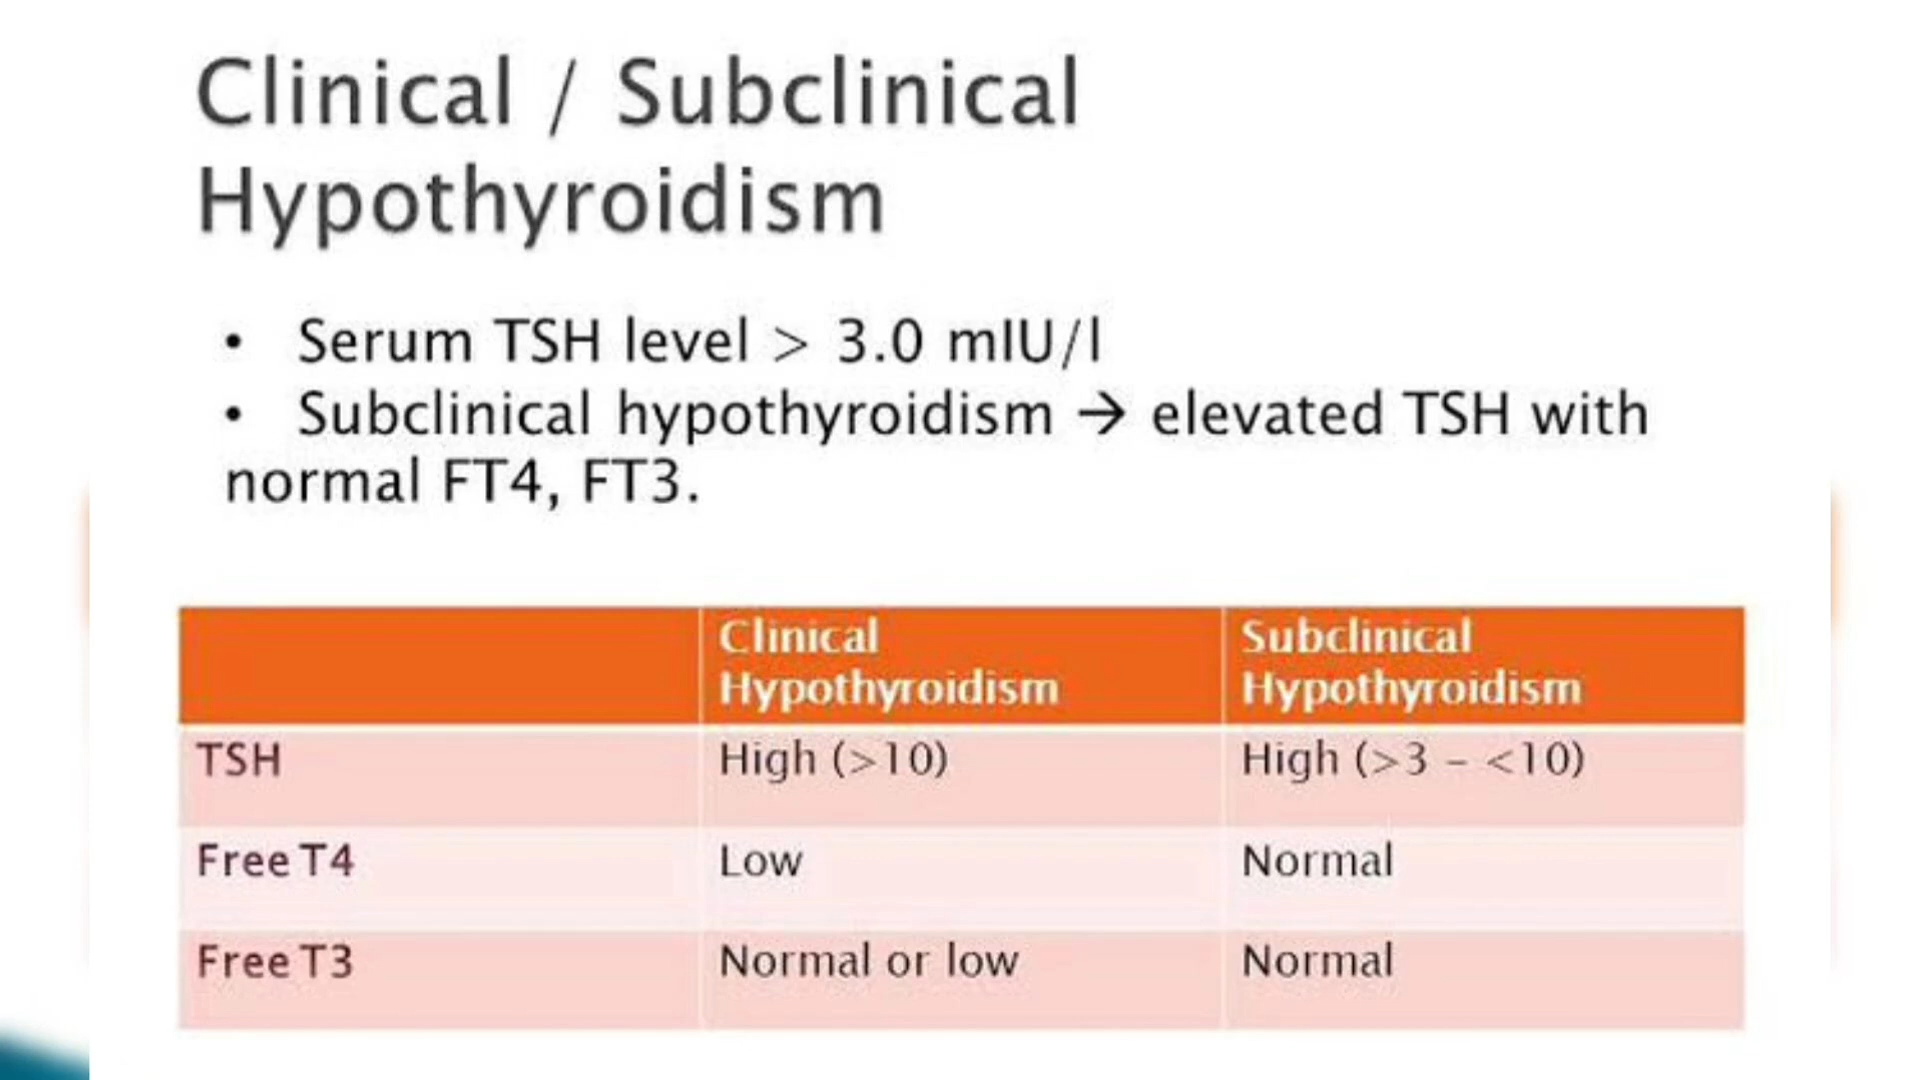 Clinical / Subclinical
Hypothyroidism
• Serum TSH level > 3.0 mIU/l
• Subclinical hypothyroidism → elevated TSH with
normal FT4, FT3.
Clinical Hypothyroidism Subclinical Hypothyroidism
TSH High (>10) High (>3 – <10)
Free T4 Low Normal
Free T3 Normal or low Normal